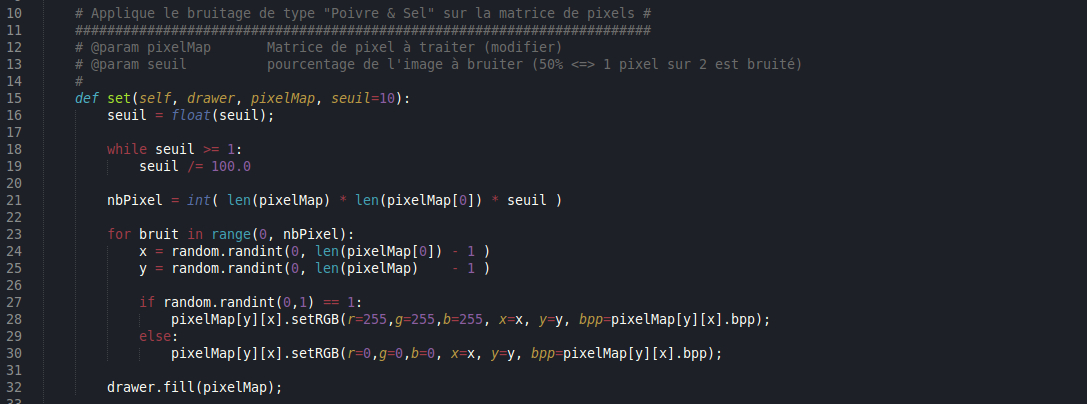 10 # Applique le bruitage de type "Poivre & Sel" sur la matrice de pixels #
11 ########################################################################
12 # @param pixelMap       Matrice de pixel à traiter (modifier)
13 # @param seuil          pourcentage de l'image à bruiter (50% <=> 1 pixel sur 2 est bruité)
14 #
15 def set(self, drawer, pixelMap, seuil=10):
16     seuil = float(seuil);
17
18     while seuil >= 1:
19         seuil /= 100.0
20
21     nbPixel = int( len(pixelMap) * len(pixelMap[0]) * seuil )
22
23     for bruit in range(0, nbPixel):
24         x = random.randint(0, len(pixelMap[0]) - 1 )
25         y = random.randint(0, len(pixelMap)    - 1 )
26
27         if random.randint(0,1) == 1:
28             pixelMap[y][x].setRGB(r=255,g=255,b=255, x=x, y=y, bpp=pixelMap[y][x].bpp);
29         else:
30             pixelMap[y][x].setRGB(r=0,g=0,b=0, x=x, y=y, bpp=pixelMap[y][x].bpp);
31
32     drawer.fill(pixelMap);